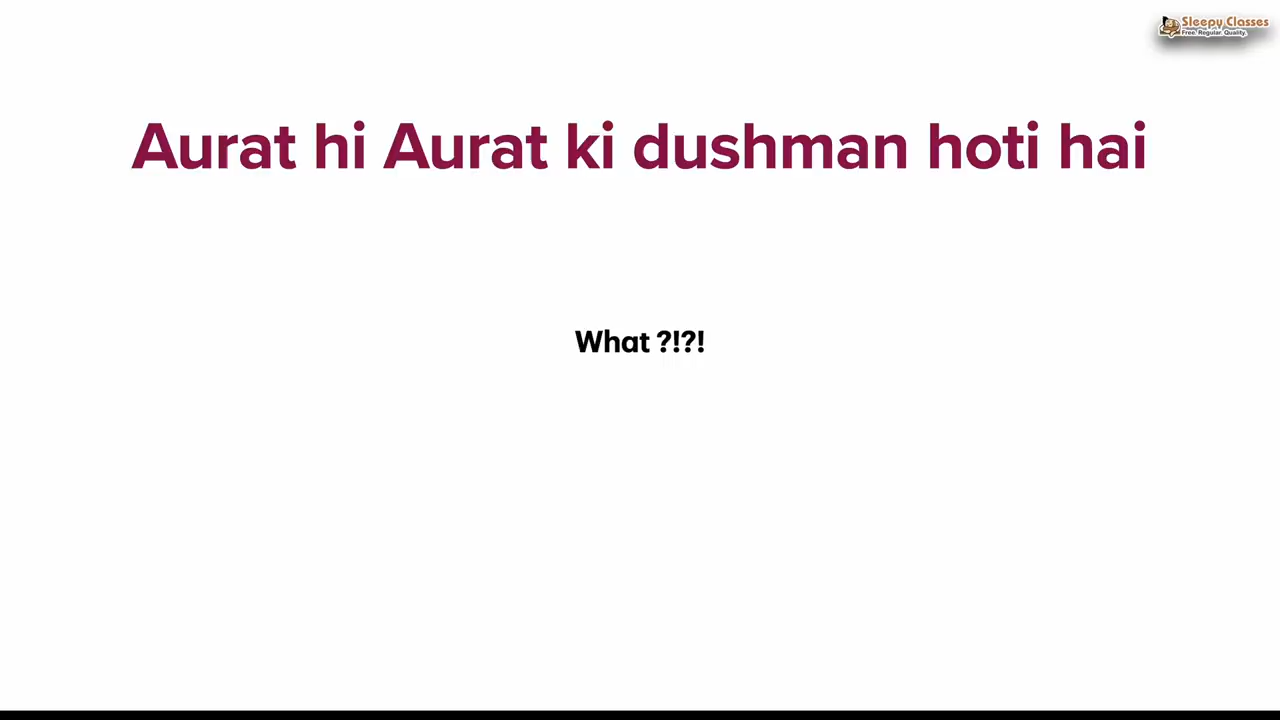 Sleepy Classes
Free. Regular. Quality.
Aurat hi Aurat ki dushman hoti hai
What ?!?!